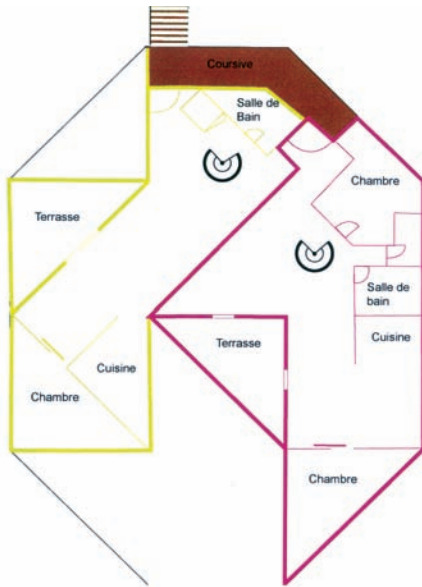 Coursive
Salle de
Bain
Chambre
Terrasse
Salle de
bain
Terrasse
Cuisine
Cuisine
Chambre
Chambre